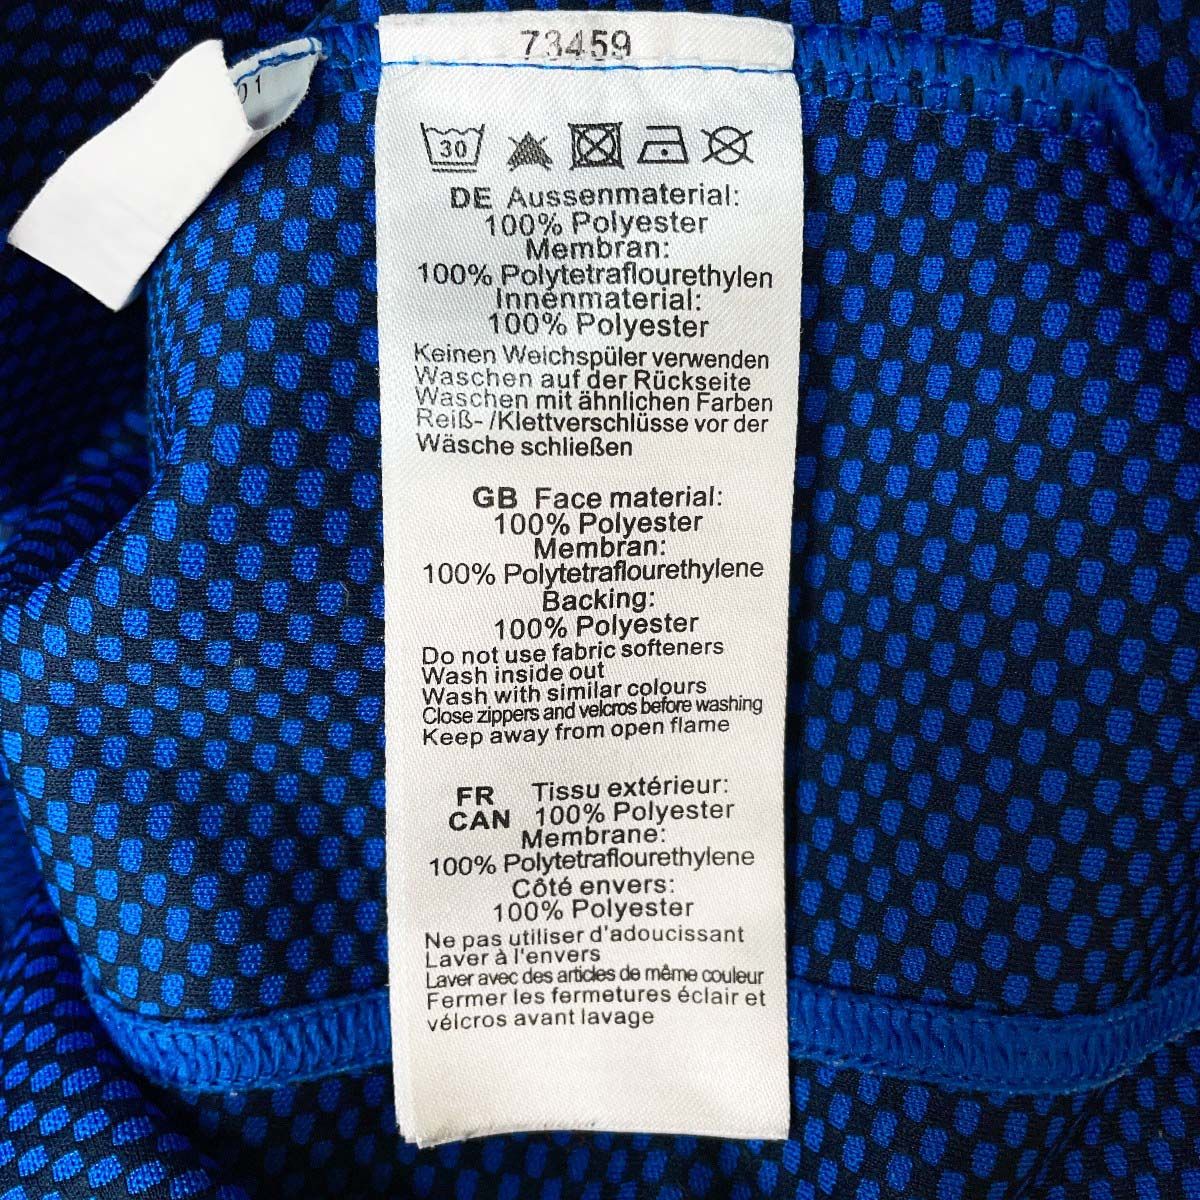 73459
01
30
DE Aussenmaterial:
100% Polyester
Membran:
100% Polytetraflourethylen
Innenmaterial:
100% Polyester
Keinen Weichspüler verwenden
Waschen auf der Rückseite
Waschen mit ähnlichen Farben
Reiß- /Klettverschlüsse vor der
Wäsche schließen
GB Face material:
100% Polyester
Membran:
100% Polytetraflourethylene
Backing:
100% Polyester
Do not use fabric softeners
Wash inside out
Wash with similar colours
Close zippers and velcros before washing
Keep away from open flame
FR Tissu extérieur:
CAN 100% Polyester
Membrane:
100% Polytetraflourethylene
Côté envers:
100% Polyester
Ne pas utiliser d'adoucissant
Laver à l'envers
Laver avec des articles de même couleur
Fermer les fermetures éclair et
vélcros avant lavage